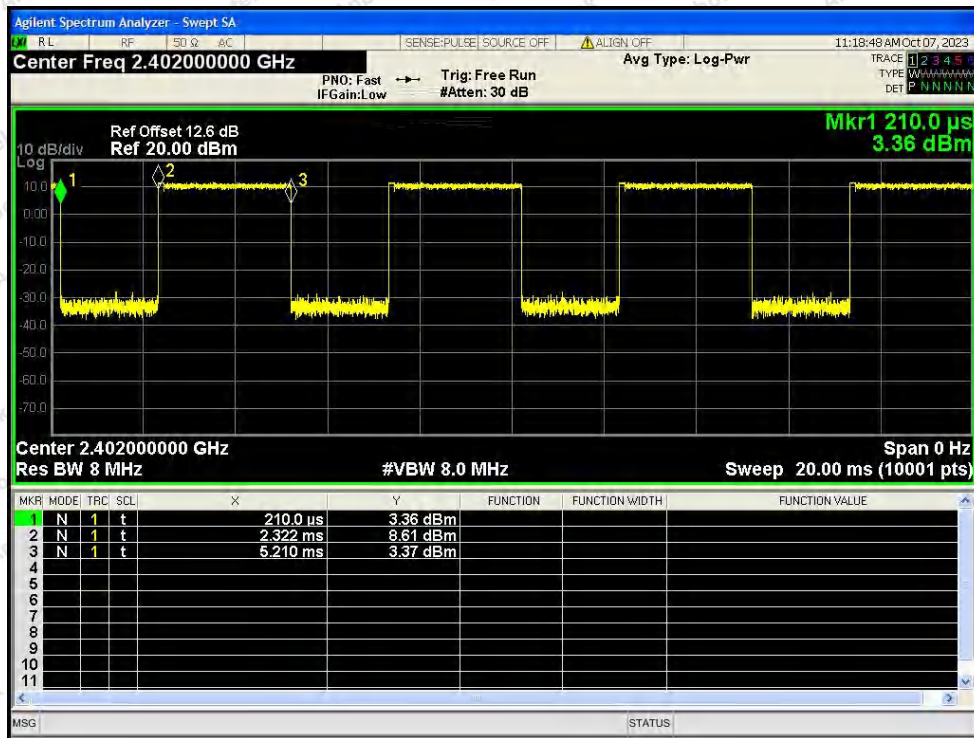 Agilent Spectrum Analyzer - Swept SA
RL RF 50 Ω AC SENSE:PULSE SOURCE OFF ALIGN OFF 11:18:48 AM Oct 07, 2023
Center Freq 2.402000000 GHz
PNO: Fast
IFGain:Low
Trig: Free Run
#Atten: 30 dB
Avg Type: Log-Pwr
TRACE 1 2 3 4 5 6
TYPE W
DET P N N N N N
Mkr1 210.0 µs
3.36 dBm
Ref Offset 12.6 dB
10 dB/div Ref 20.00 dBm
Log
1
2
3
10.0
0.00
-10.0
-20.0
-30.0
-40.0
-50.0
-60.0
-70.0
Center 2.402000000 GHz Span 0 Hz
Res BW 8 MHz #VBW 8.0 MHz Sweep 20.00 ms (10001 pts)
MKR MODE TRC SCL X Y FUNCTION FUNCTION WIDTH FUNCTION VALUE
1 N 1 t 210.0 µs 3.36 dBm
2 N 1 t 2.322 ms 8.61 dBm
3 N 1 t 5.210 ms 3.37 dBm
4
5
6
7
8
9
10
11
MSG STATUS